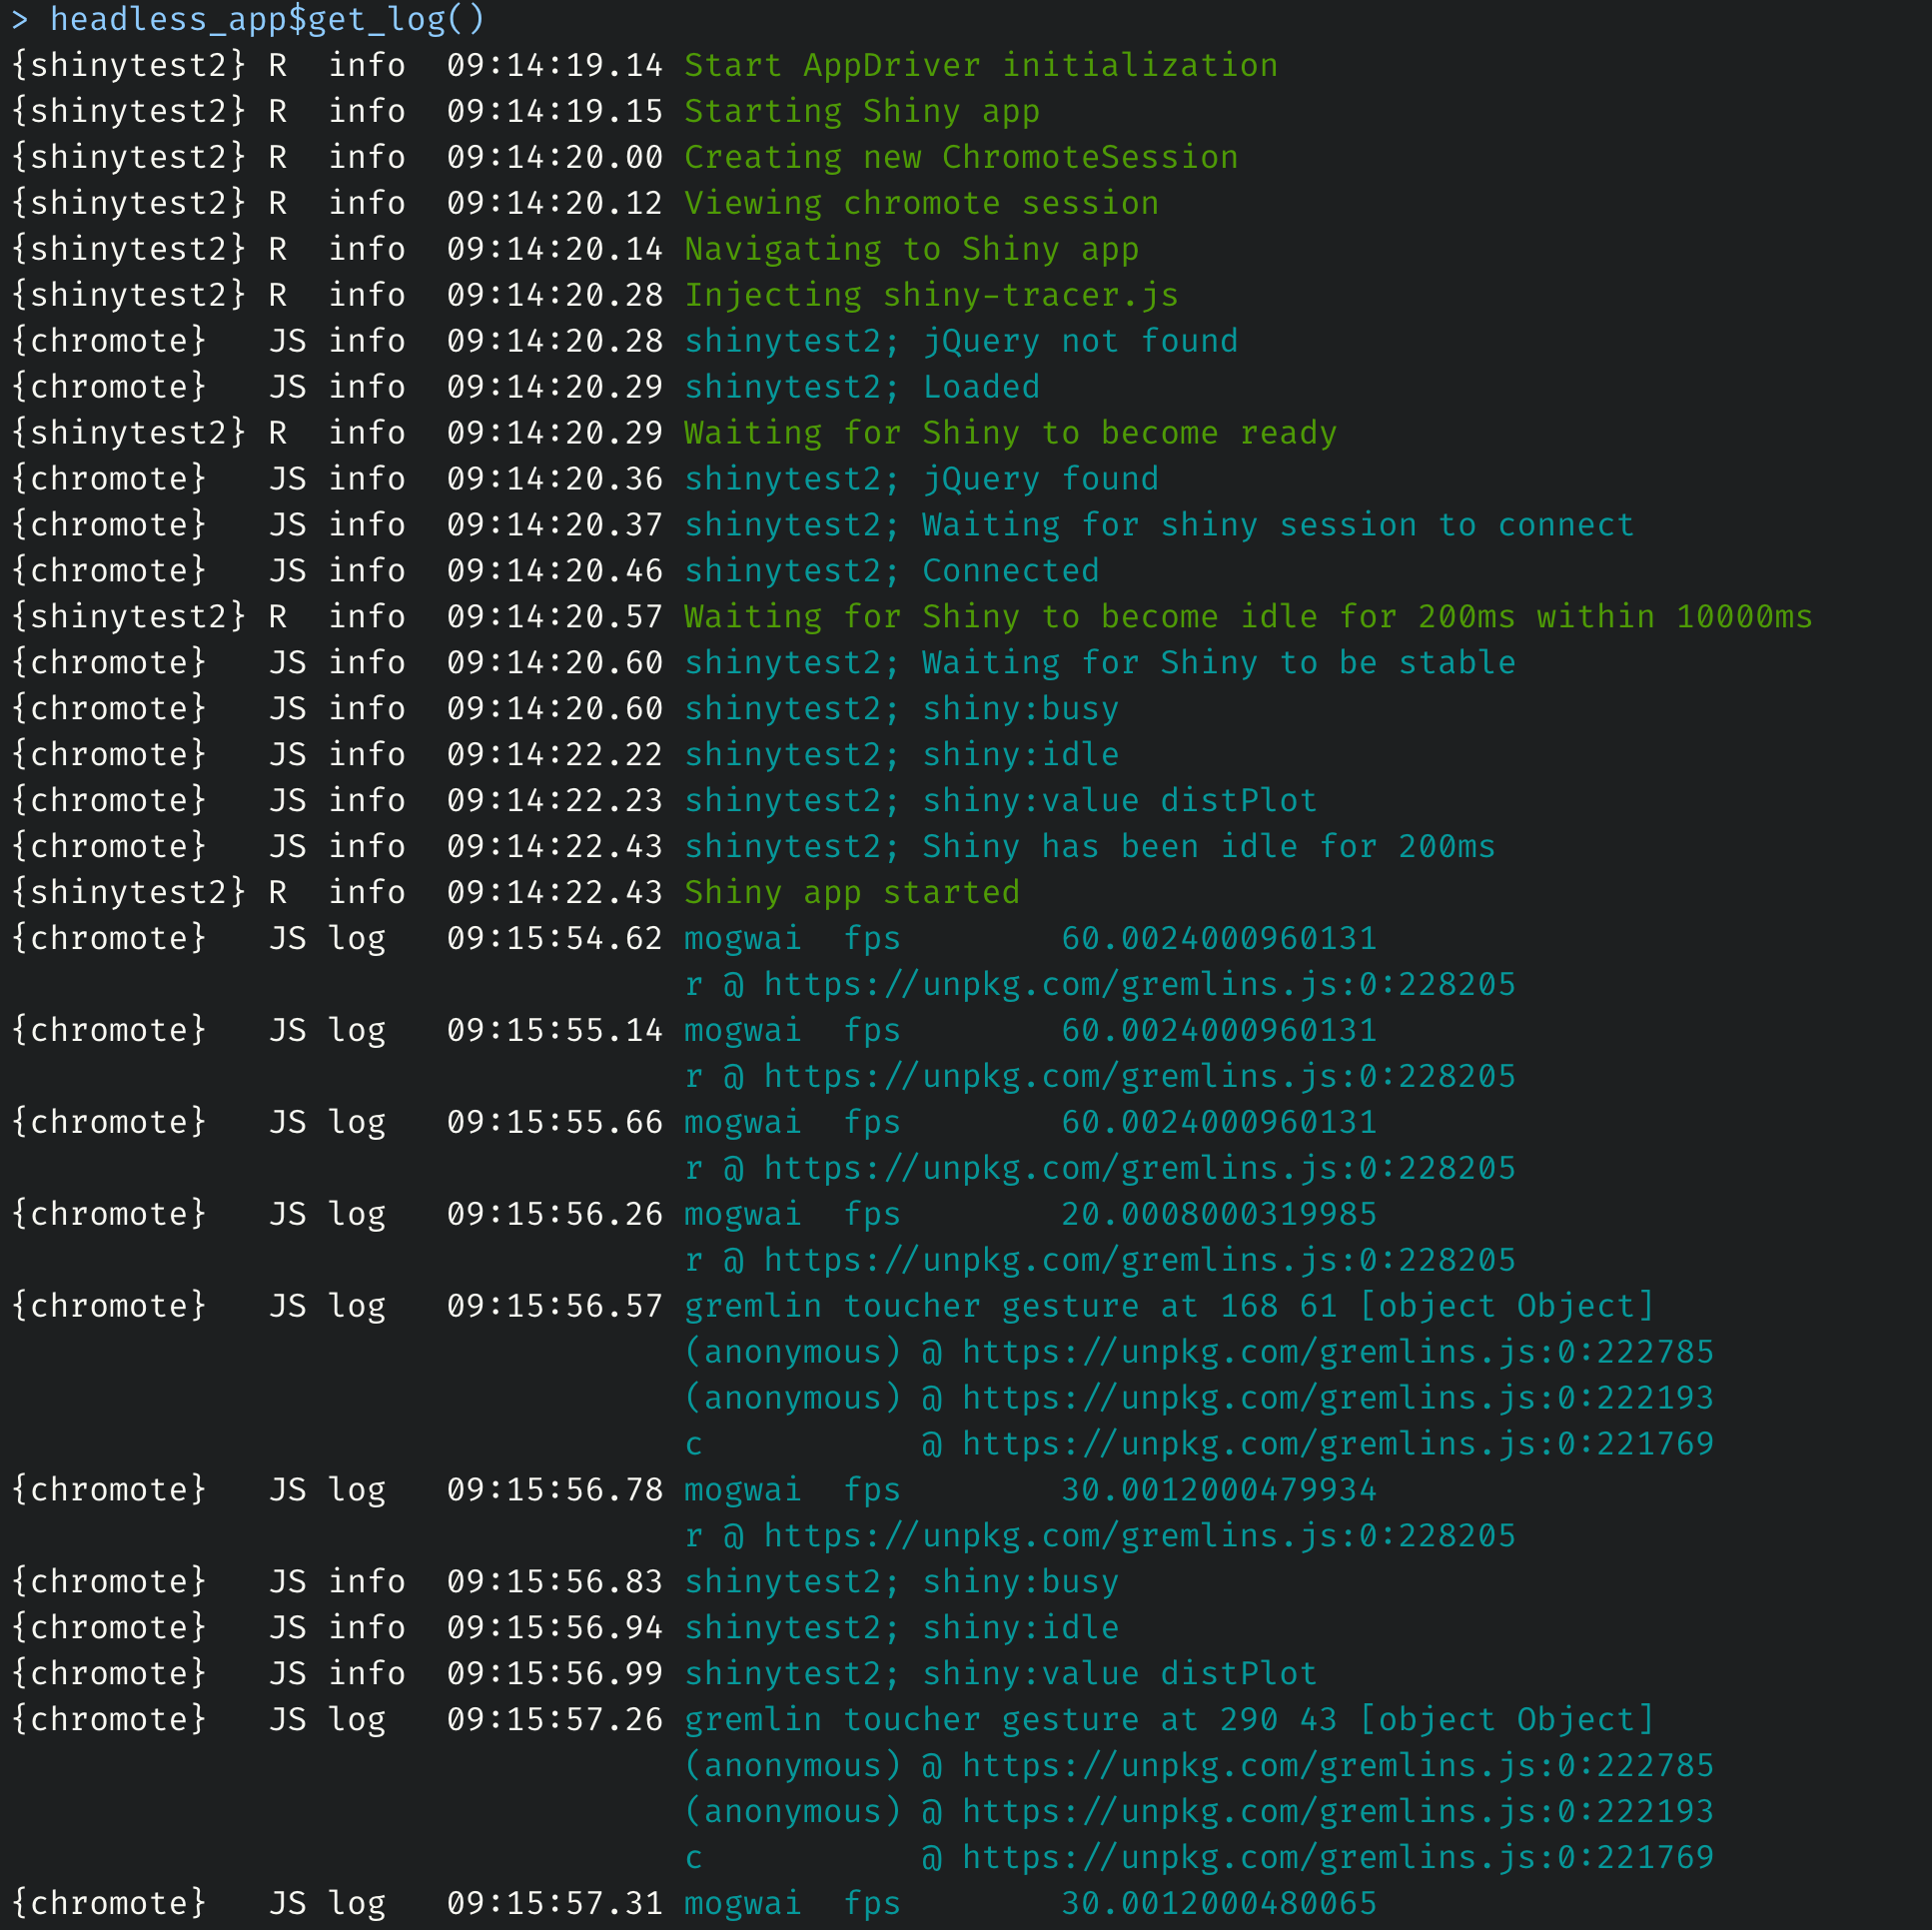 > headless_app$get_log()
{shinytest2} R  info  09:14:19.14 Start AppDriver initialization
{shinytest2} R  info  09:14:19.15 Starting Shiny app
{shinytest2} R  info  09:14:20.00 Creating new ChromoteSession
{shinytest2} R  info  09:14:20.12 Viewing chromote session
{shinytest2} R  info  09:14:20.14 Navigating to Shiny app
{shinytest2} R  info  09:14:20.28 Injecting shiny-tracer.js
{chromote}   JS info  09:14:20.28 shinytest2; jQuery not found
{chromote}   JS info  09:14:20.29 shinytest2; Loaded
{shinytest2} R  info  09:14:20.29 Waiting for Shiny to become ready
{chromote}   JS info  09:14:20.36 shinytest2; jQuery found
{chromote}   JS info  09:14:20.37 shinytest2; Waiting for shiny session to connect
{chromote}   JS info  09:14:20.46 shinytest2; Connected
{shinytest2} R  info  09:14:20.57 Waiting for Shiny to become idle for 200ms within 10000ms
{chromote}   JS info  09:14:20.60 shinytest2; Waiting for Shiny to be stable
{chromote}   JS info  09:14:20.60 shinytest2; shiny:busy
{chromote}   JS info  09:14:22.22 shinytest2; shiny:idle
{chromote}   JS info  09:14:22.23 shinytest2; shiny:value distPlot
{chromote}   JS info  09:14:22.43 shinytest2; Shiny has been idle for 200ms
{shinytest2} R  info  09:14:22.43 Shiny app started
{chromote}   JS log   09:15:54.62 mogwai  fps        60.0024000960131
                                  r @ https://unpkg.com/gremlins.js:0:228205
{chromote}   JS log   09:15:55.14 mogwai  fps        60.0024000960131
                                  r @ https://unpkg.com/gremlins.js:0:228205
{chromote}   JS log   09:15:55.66 mogwai  fps        60.0024000960131
                                  r @ https://unpkg.com/gremlins.js:0:228205
{chromote}   JS log   09:15:56.26 mogwai  fps        20.0008000319985
                                  r @ https://unpkg.com/gremlins.js:0:228205
{chromote}   JS log   09:15:56.57 gremlin toucher gesture at 168 61 [object Object]
                                  (anonymous) @ https://unpkg.com/gremlins.js:0:222785
                                  (anonymous) @ https://unpkg.com/gremlins.js:0:222193
                                  c           @ https://unpkg.com/gremlins.js:0:221769
{chromote}   JS log   09:15:56.78 mogwai  fps        30.0012000479934
                                  r @ https://unpkg.com/gremlins.js:0:228205
{chromote}   JS info  09:15:56.83 shinytest2; shiny:busy
{chromote}   JS info  09:15:56.94 shinytest2; shiny:idle
{chromote}   JS info  09:15:56.99 shinytest2; shiny:value distPlot
{chromote}   JS log   09:15:57.26 gremlin toucher gesture at 290 43 [object Object]
                                  (anonymous) @ https://unpkg.com/gremlins.js:0:222785
                                  (anonymous) @ https://unpkg.com/gremlins.js:0:222193
                                  c           @ https://unpkg.com/gremlins.js:0:221769
{chromote}   JS log   09:15:57.31 mogwai  fps        30.0012000480065